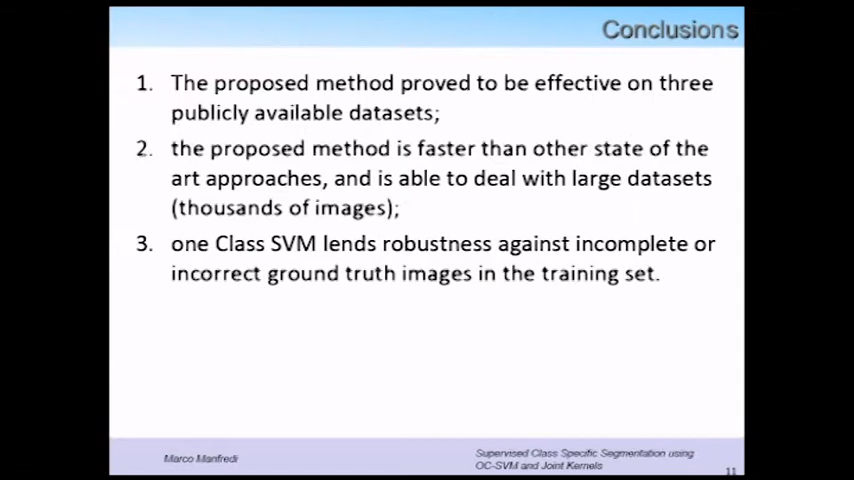 Conclusions
1. The proposed method proved to be effective on three
publicly available datasets;
2. the proposed method is faster than other state of the
art approaches, and is able to deal with large datasets
(thousands of images);
3. one Class SVM lends robustness against incomplete or
incorrect ground truth images in the training set.
Marco Manfredi
Supervised Class Specific Segmentation using
OC-SVM and Joint Kernels
11